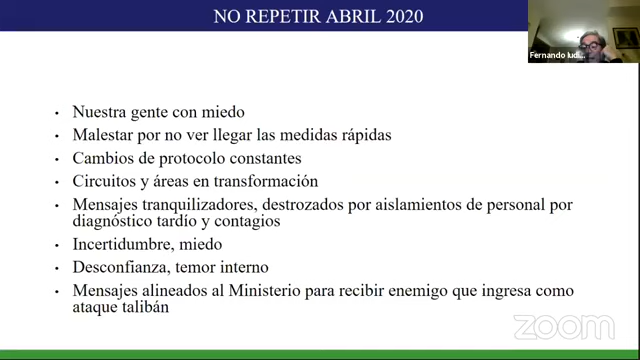 NO REPETIR ABRIL 2020
Fernando Iudi...
• Nuestra gente con miedo
• Malestar por no ver llegar las medidas rápidas
• Cambios de protocolo constantes
• Circuitos y áreas en transformación
• Mensajes tranquilizadores, destrozados por aislamientos de personal por
diagnóstico tardío y contagios
• Incertidumbre, miedo
• Desconfianza, temor interno
• Mensajes alineados al Ministerio para recibir enemigo que ingresa como
ataque talibán
zoom